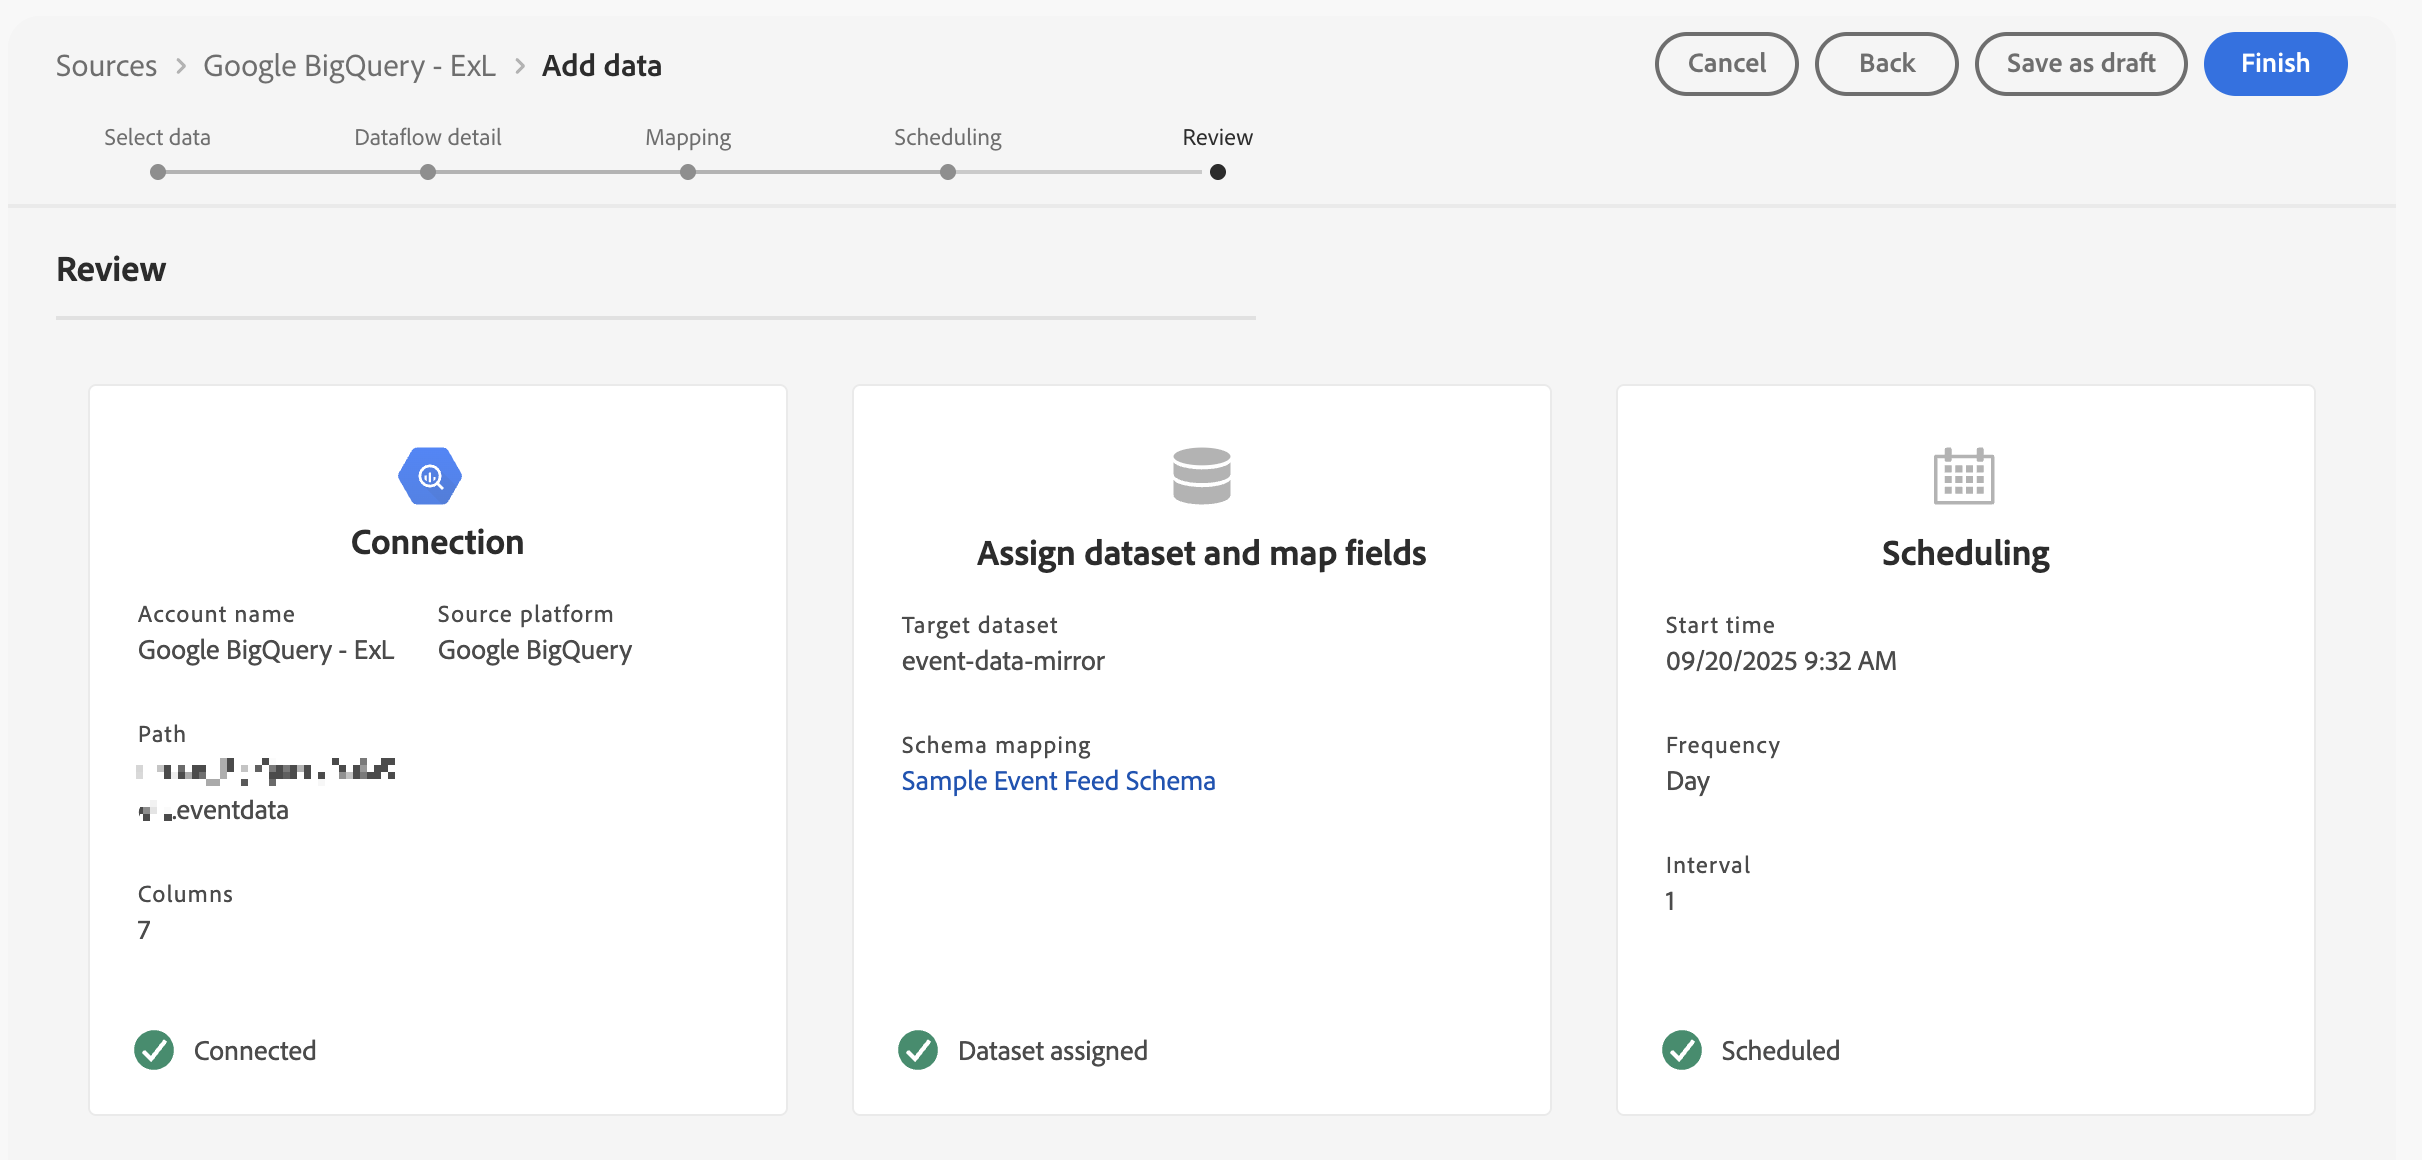 Sources > Google BigQuery - ExL > Add data
Cancel
Back
Save as draft
Finish
Select data
Dataflow detail
Mapping
Scheduling
Review
Review
Connection
Account name
Google BigQuery - ExL
Source platform
Google BigQuery
Path
.eventdata
Columns
7
Connected
Assign dataset and map fields
Target dataset
event-data-mirror
Schema mapping
Sample Event Feed Schema
Dataset assigned
Scheduling
Start time
09/20/2025 9:32 AM
Frequency
Day
Interval
1
Scheduled